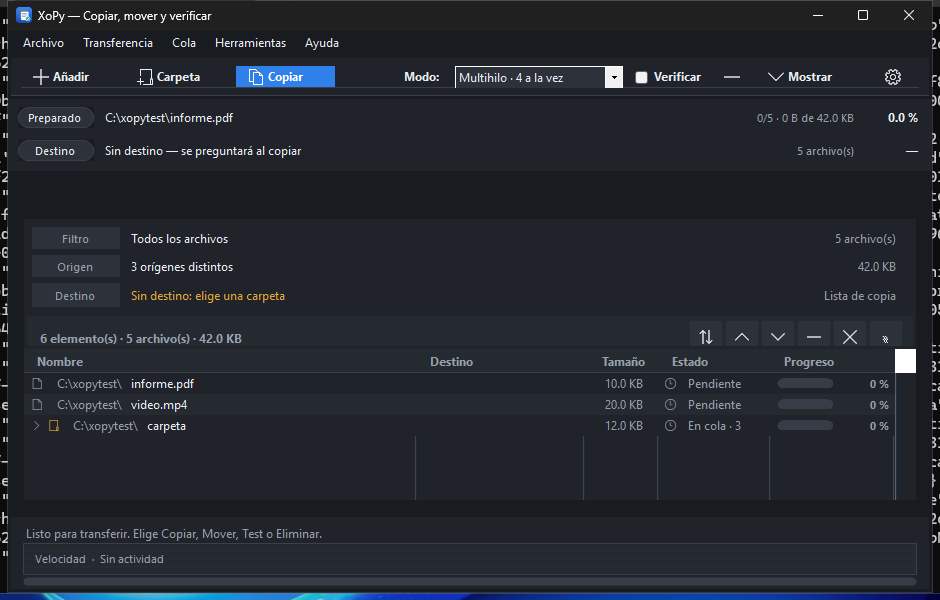 XoPy — Copiar, mover y verificar
Archivo Transferencia Cola Herramientas Ayuda
Añadir Carpeta Copiar Modo: Multihilo · 4 a la vez Verificar Mostrar
Preparado C:\xopytest\informe.pdf 0/5 · 0 B de 42.0 KB 0.0 %
Destino Sin destino — se preguntará al copiar 5 archivo(s) —
Filtro Todos los archivos 5 archivo(s)
Origen 3 orígenes distintos 42.0 KB
Destino Sin destino: elige una carpeta Lista de copia
6 elemento(s) · 5 archivo(s) · 42.0 KB
Nombre Destino Tamaño Estado Progreso
C:\xopytest\ informe.pdf 10.0 KB Pendiente 0 %
C:\xopytest\ video.mp4 20.0 KB Pendiente 0 %
C:\xopytest\ carpeta 12.0 KB En cola · 3 0 %
Listo para transferir. Elige Copiar, Mover, Test o Eliminar.
Velocidad · Sin actividad